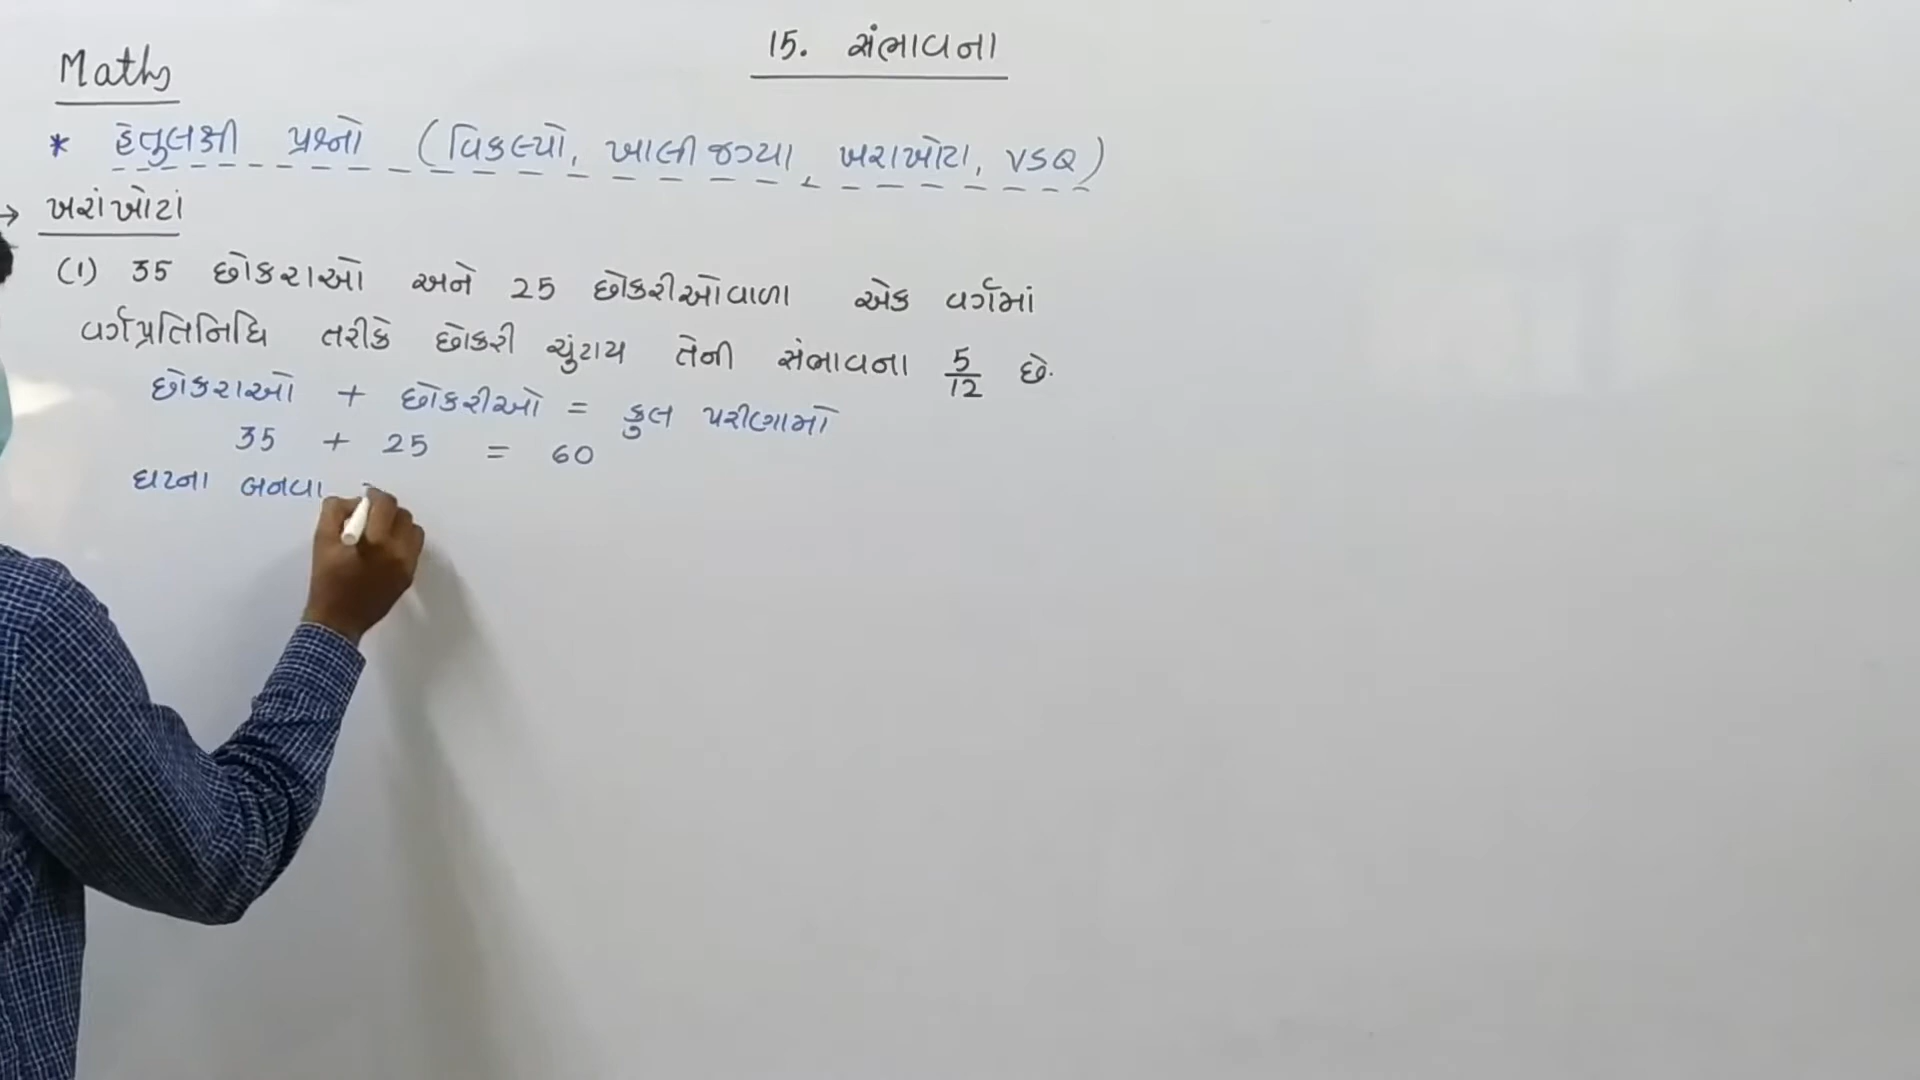 15. સંભાવના
Maths
* હેતુલક્ષી પ્રશ્નો (વિકલ્પો, ખાલી જગ્યા, ખરાખોટા, VSQ)
→ ખરાંખોટાં
(1) 35 છોકરાઓ અને 25 છોકરીઓવાળા એક વર્ગમાં
વર્ગપ્રતિનિધિ તરીકે છોકરી ચુંટાય તેની સંભાવના 5/12 છે.
છોકરાઓ + છોકરીઓ = કુલ પરીણામો
35 + 25 = 60
ઘટના બનવા